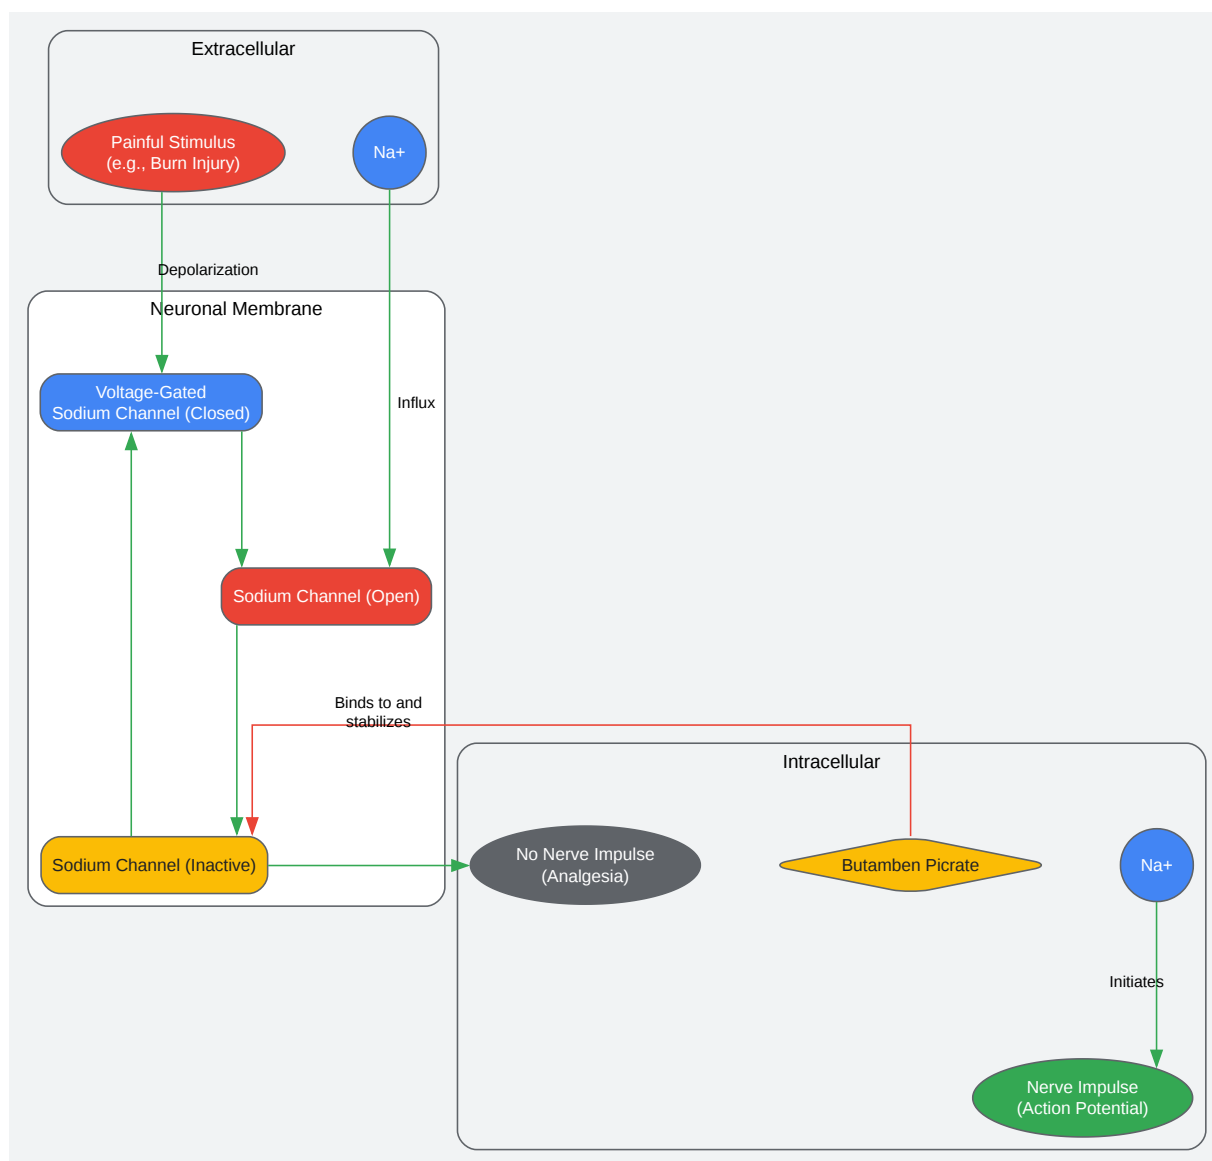 Extracellular
Painful Stimulus
(e.g., Burn Injury)
Na+
Depolarization
Neuronal Membrane
Voltage-Gated
Sodium Channel (Closed)
Influx
Sodium Channel (Open)
Binds to and
stabilizes
Intracellular
Sodium Channel (Inactive)
No Nerve Impulse
(Analgesia)
Butamben Picrate
Na+
Initiates
Nerve Impulse
(Action Potential)